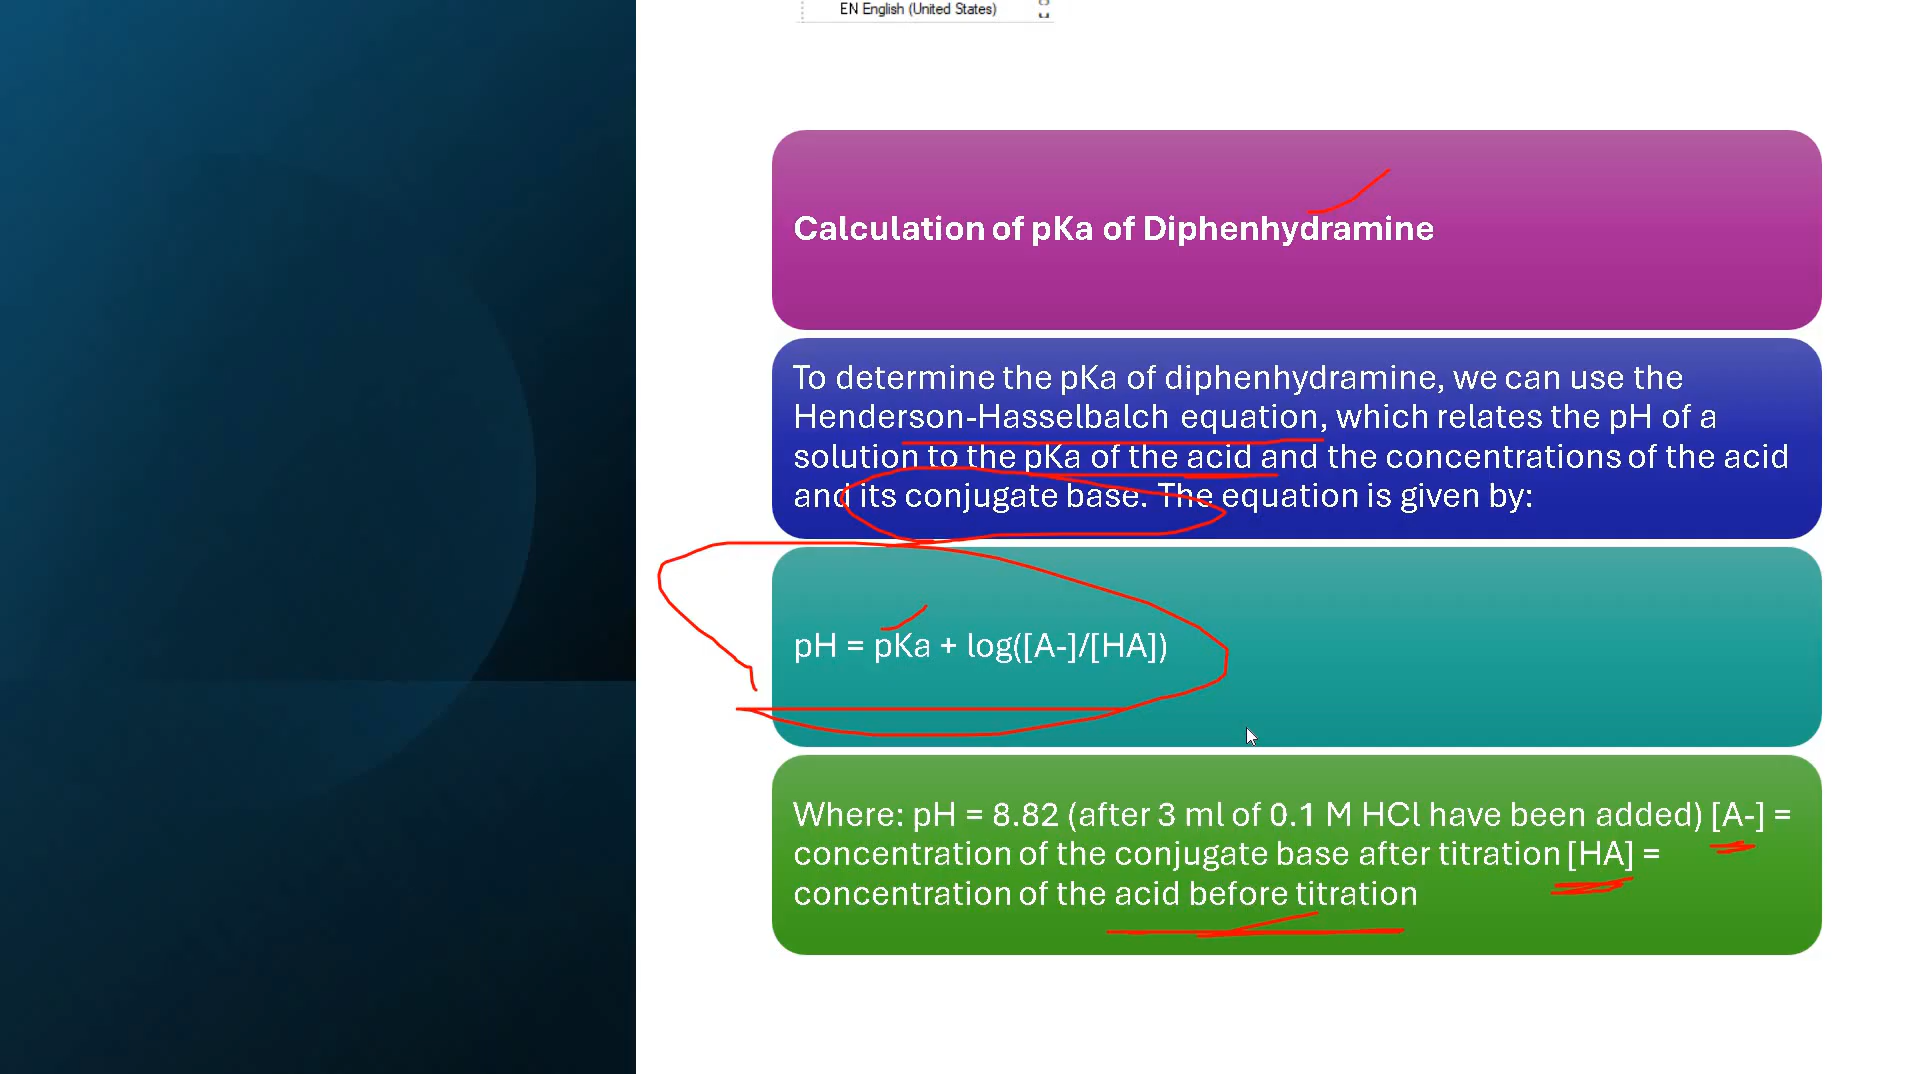 EN English (United States)
Calculation of pKa of Diphenhydramine
To determine the pKa of diphenhydramine, we can use the
Henderson-Hasselbalch equation, which relates the pH of a
solution to the pKa of the acid and the concentrations of the acid
and its conjugate base. The equation is given by:
pH = pKa + log([A-]/[HA])
Where: pH = 8.82 (after 3 ml of 0.1 M HCl have been added) [A-] =
concentration of the conjugate base after titration [HA] =
concentration of the acid before titration